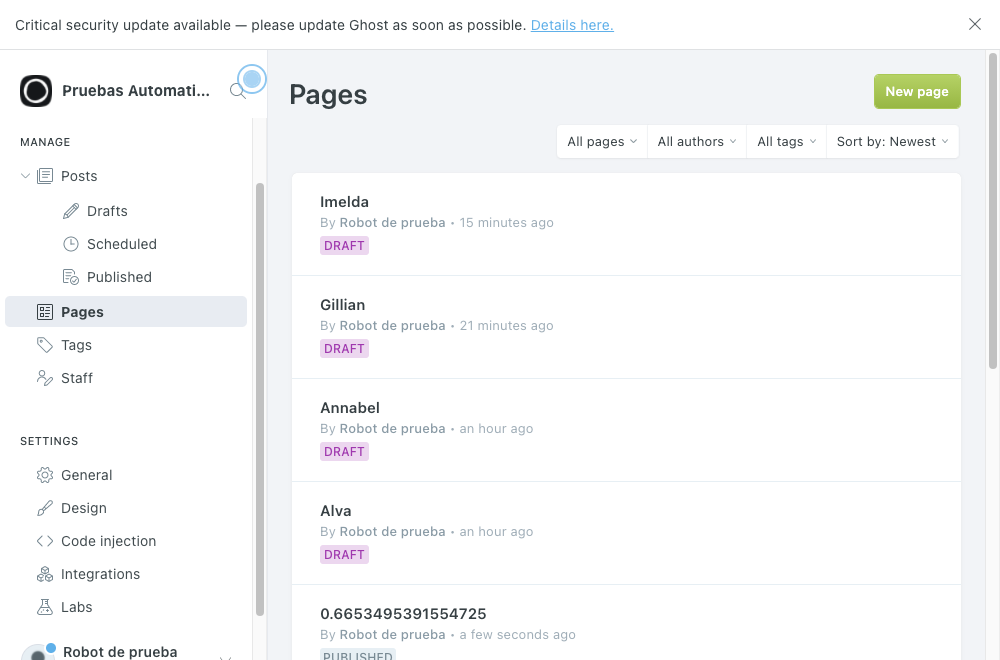 Critical security update available — please update Ghost as soon as possible. Details here.
Pruebas Automati...
MANAGE
Posts
Drafts
Scheduled
Published
Pages
Tags
Staff
SETTINGS
General
Design
Code injection
Integrations
Labs
Robot de prueba
Pages
New page
All pages
All authors
All tags
Sort by: Newest
Imelda
By Robot de prueba • 15 minutes ago
DRAFT
Gillian
By Robot de prueba • 21 minutes ago
DRAFT
Annabel
By Robot de prueba • an hour ago
DRAFT
Alva
By Robot de prueba • an hour ago
DRAFT
0.6653495391554725
By Robot de prueba • a few seconds ago
PUBLISHED